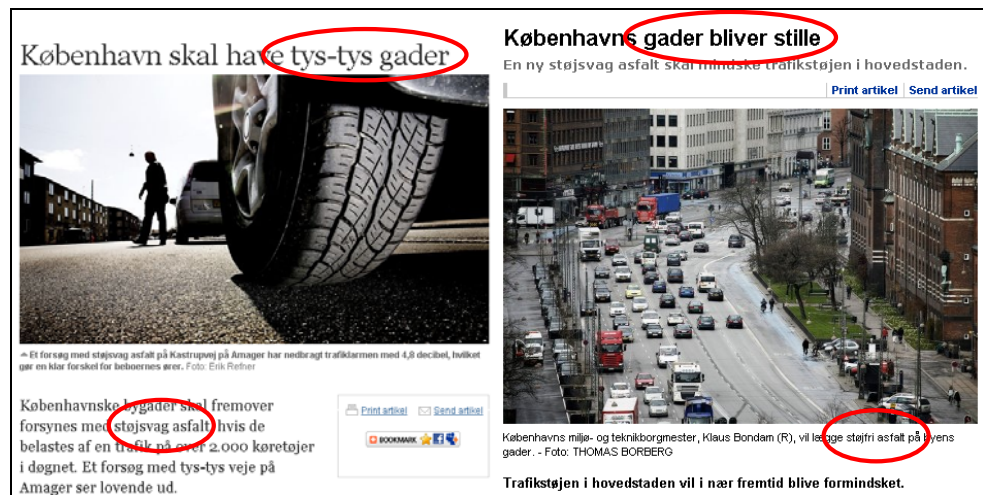 København skal have tys-tys gader
Et forsøg med støjsvag asfalt på Kastrupvej på Amager har nedbragt trafiklarmen med 4,8 decibel, hvilket
gør en klar forskel for beboernes ører. Foto: Erik Refner
Københavnske bygader skal fremover
forsynes med støjsvag asfalt, hvis de
belastes af en trafik på over 2.000 køretøjer
i døgnet. Et forsøg med tys-tys veje på
Amager ser lovende ud.
Print artikel Send artikel
BOOKMARK
Københavns gader bliver stille
En ny støjsvag asfalt skal mindske trafikstøjen i hovedstaden.
Print artikel Send artikel
Københavns miljø- og teknikborgmester, Klaus Bondam (R), vil lægge støjfri asfalt på byens
gader. - Foto: THOMAS BORBERG
Trafikstøjen i hovedstaden vil i nær fremtid blive formindsket.